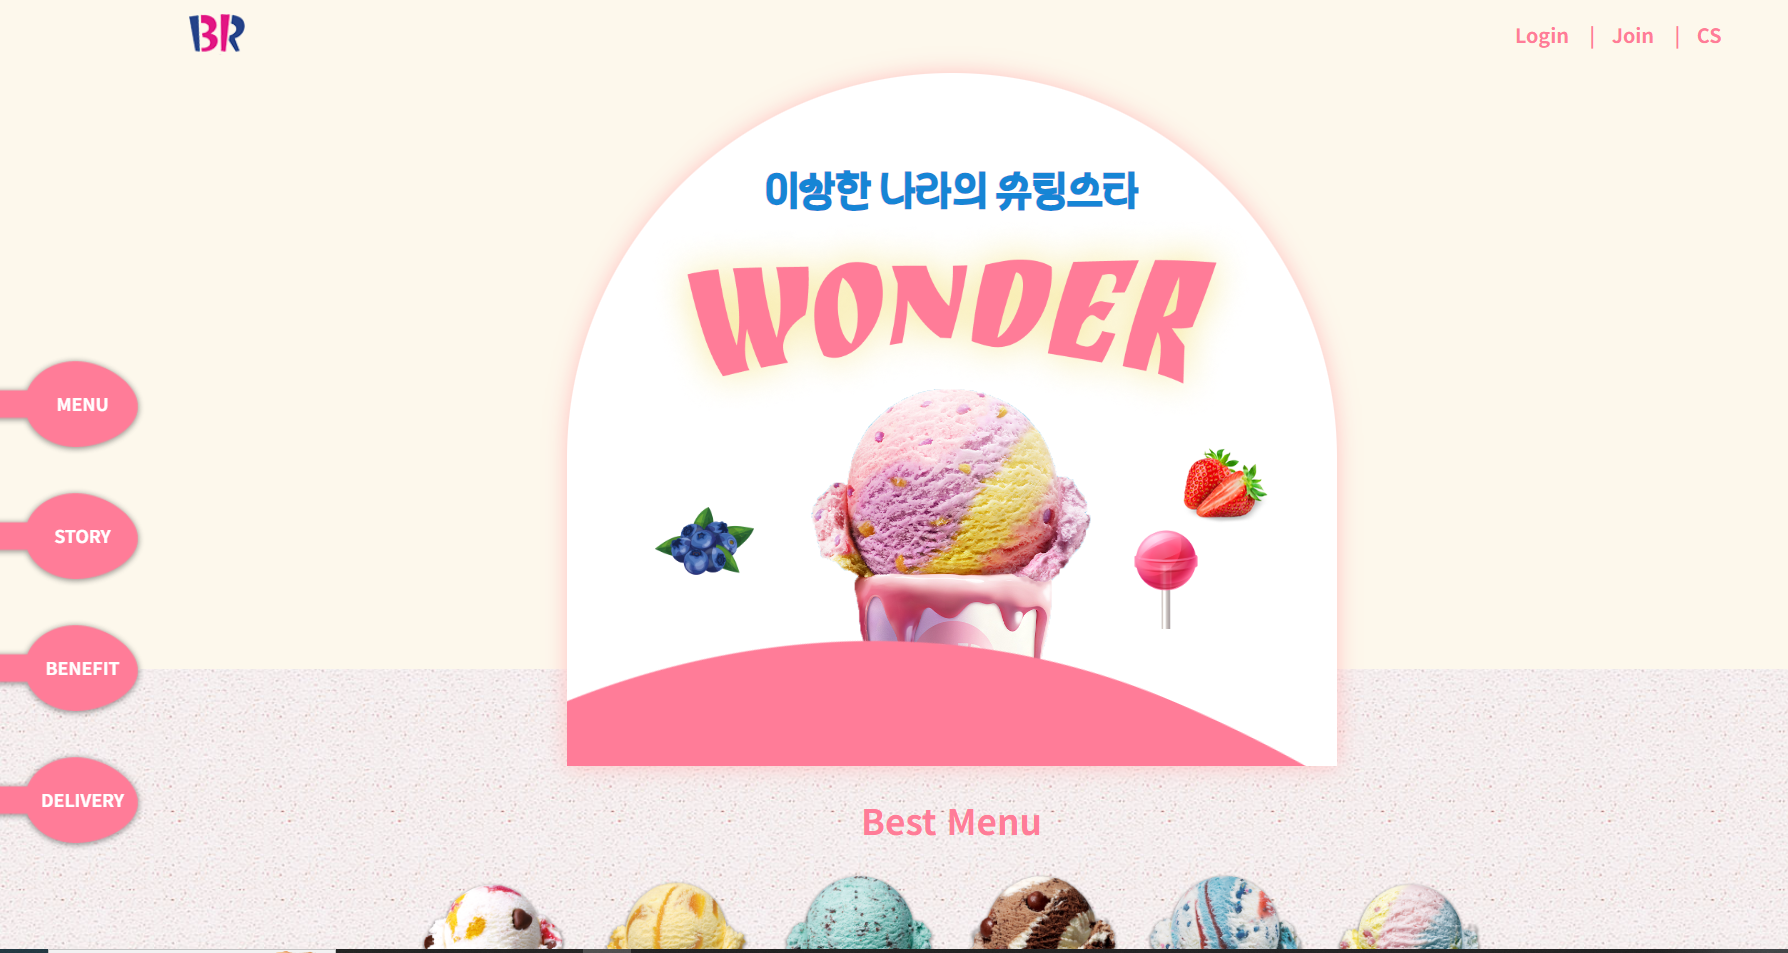 BR
Login | Join | CS
이상한 나라의 슈팅스타
WONDER
MENU
STORY
BENEFIT
DELIVERY
Best Menu